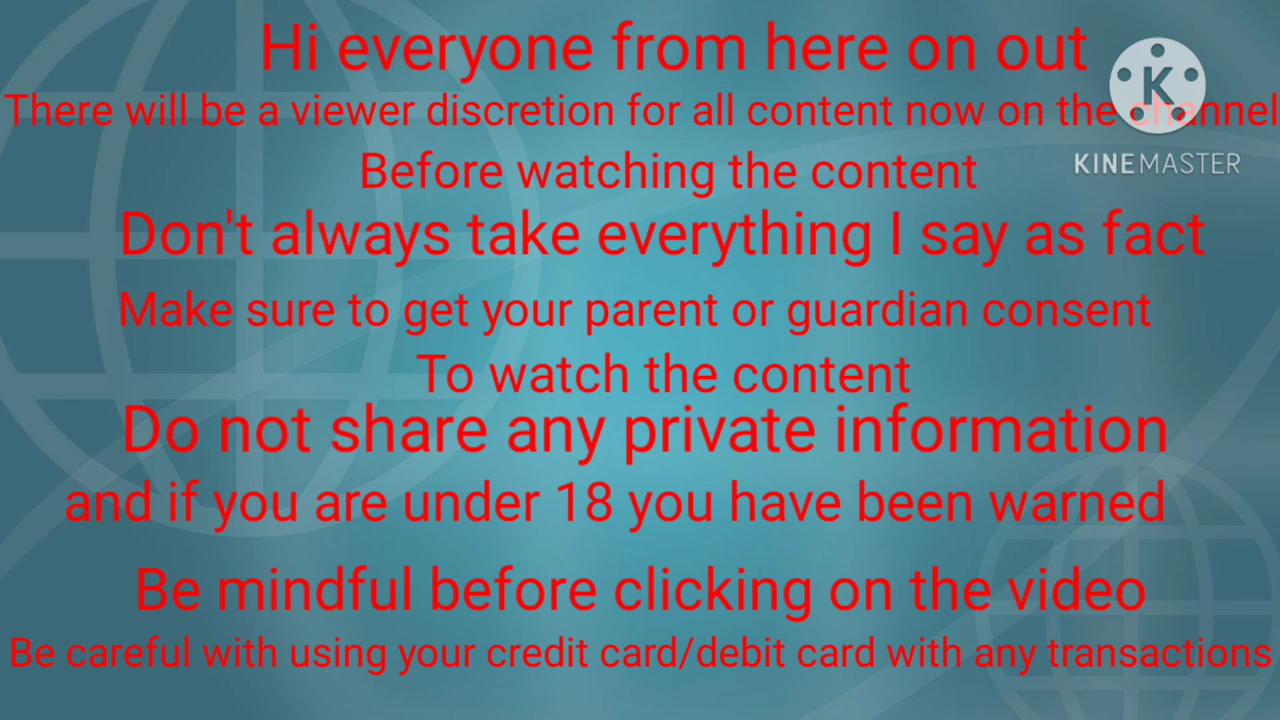 Hi everyone from here on out
There will be a viewer discretion for all content now on the channel
K
KINEMASTER
Before watching the content
Don't always take everything I say as fact
Make sure to get your parent or guardian consent
To watch the content
Do not share any private information
and if you are under 18 you have been warned
Be mindful before clicking on the video
Be careful with using your credit card/debit card with any transactions